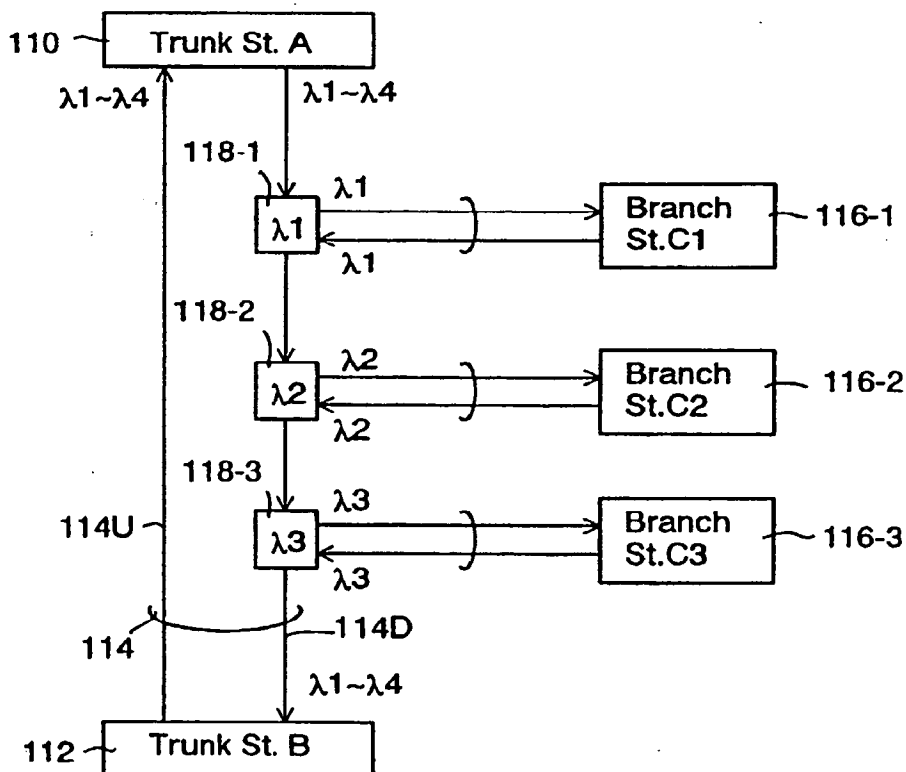 110
Trunk St. A
λ1~λ4
λ1~λ4
118-1
λ1
λ1
λ1
Branch
St.C1
116-1
118-2
λ2
λ2
λ2
Branch
St.C2
116-2
118-3
λ3
λ3
λ3
Branch
St.C3
116-3
114U
114
114D
λ1~λ4
112
Trunk St. B